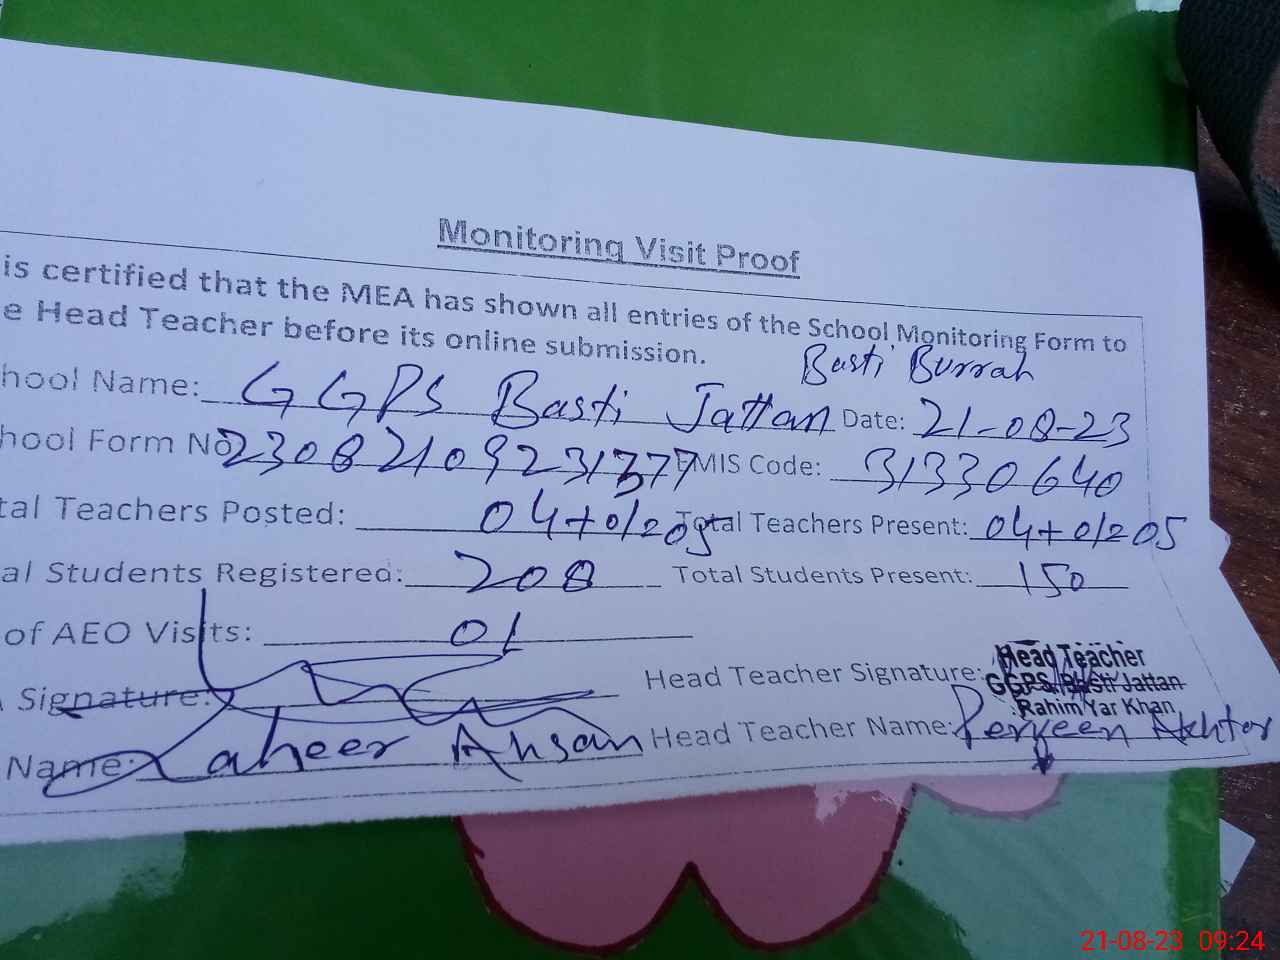 Monitoring Visit Proof
is certified that the MEA has shown all entries of the School Monitoring Form to
e Head Teacher before its online submission.
Basti Burrah
hool Name: GGPS Basti Jattan Date: 21-08-23
hool Form No 230821092313777 MIS Code: 31330640
tal Teachers Posted: 04+01=05 Total Teachers Present: 04+01=05
al Students Registered: 208 Total Students Present: 150
of AEO Visits: 01
Signature: Head Teacher Signature:
Head Teacher
GGPS. Basti Jattan
Rahim Yar Khan
Name: Zaheer Ahsan Head Teacher Name: Perveen Akhtar
21-08-23 09:24